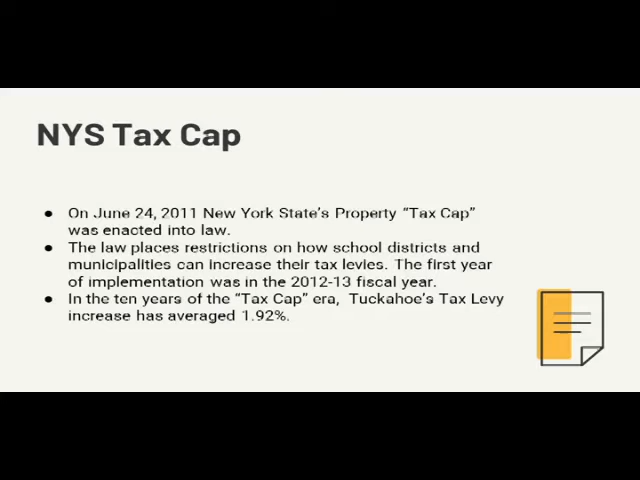 NYS Tax Cap
● On June 24, 2011 New York State's Property “Tax Cap”
was enacted into law.
● The law places restrictions on how school districts and
municipalities can increase their tax levies. The first year
of implementation was in the 2012-13 fiscal year.
● In the ten years of the “Tax Cap” era, Tuckahoe's Tax Levy
increase has averaged 1.92%.